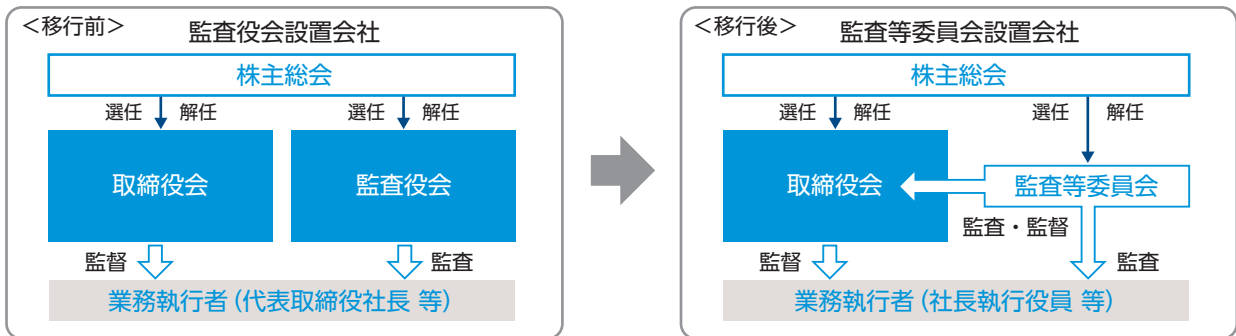 <移行前>
監査役会設置会社
株主総会
選任 解任
選任 解任
取締役会
監査役会
監督
監査
業務執行者(代表取締役社長 等)
<移行後>
監査等委員会設置会社
株主総会
選任 解任
選任 解任
取締役会
監査等委員会
監査・監督
監督
監査
業務執行者(社長執行役員 等)